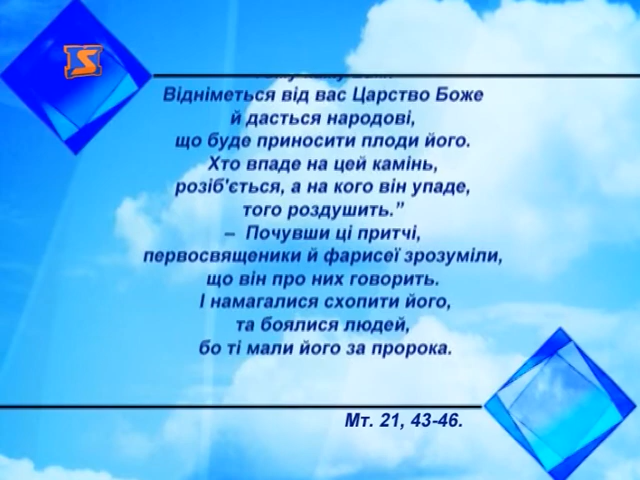 Відніметься від вас Царство Боже
й дасться народові,
що буде приносити плоди його.
Хто впаде на цей камінь,
розіб'ється, а на кого він упаде,
того роздушить.”
– Почувши ці притчі,
первосвященики й фарисеї зрозуміли,
що він про них говорить.
І намагалися схопити його,
та боялися людей,
бо ті мали його за пророка.
Мт. 21, 43-46.